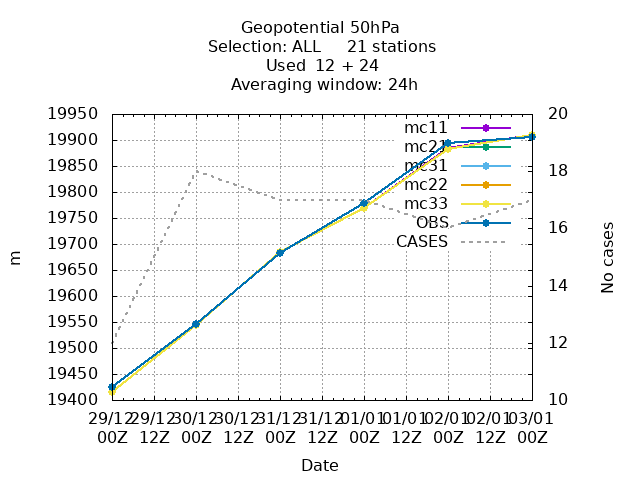 Geopotential 50hPa
Selection: ALL 21 stations
Used 12 + 24
Averaging window: 24h
19950
19900
19850
19800
19750
19700
19650
19600
19550
19500
19450
19400
m
20
18
16
14
12
10
No cases
mc11
mc21
mc31
mc22
mc33
OBS
CASES
29/12 29/12 30/12 30/12 31/12 31/12 01/01 01/01 02/01 02/01 03/01
00Z 12Z 00Z 12Z 00Z 12Z 00Z 12Z 00Z 12Z 00Z
Date